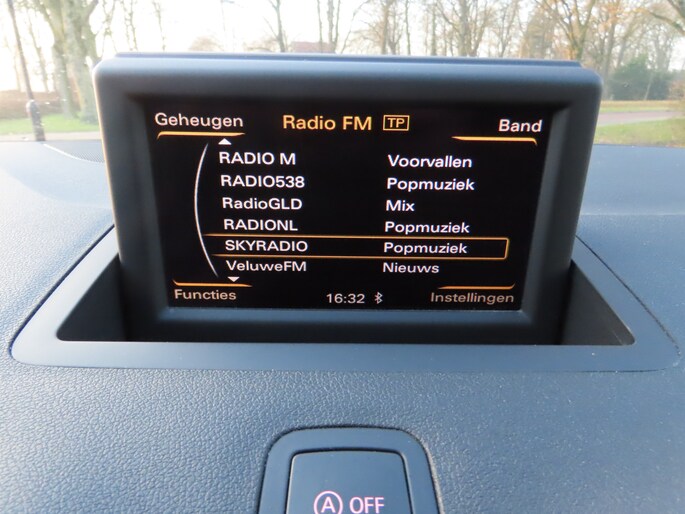 Geheugen Radio FM TP Band
RADIO M Voorvallen
RADIO538 Popmuziek
RadioGLD Mix
RADIONL Popmuziek
SKYRADIO Popmuziek
VeluweFM Nieuws
Functies 16:32 Instellingen
A OFF